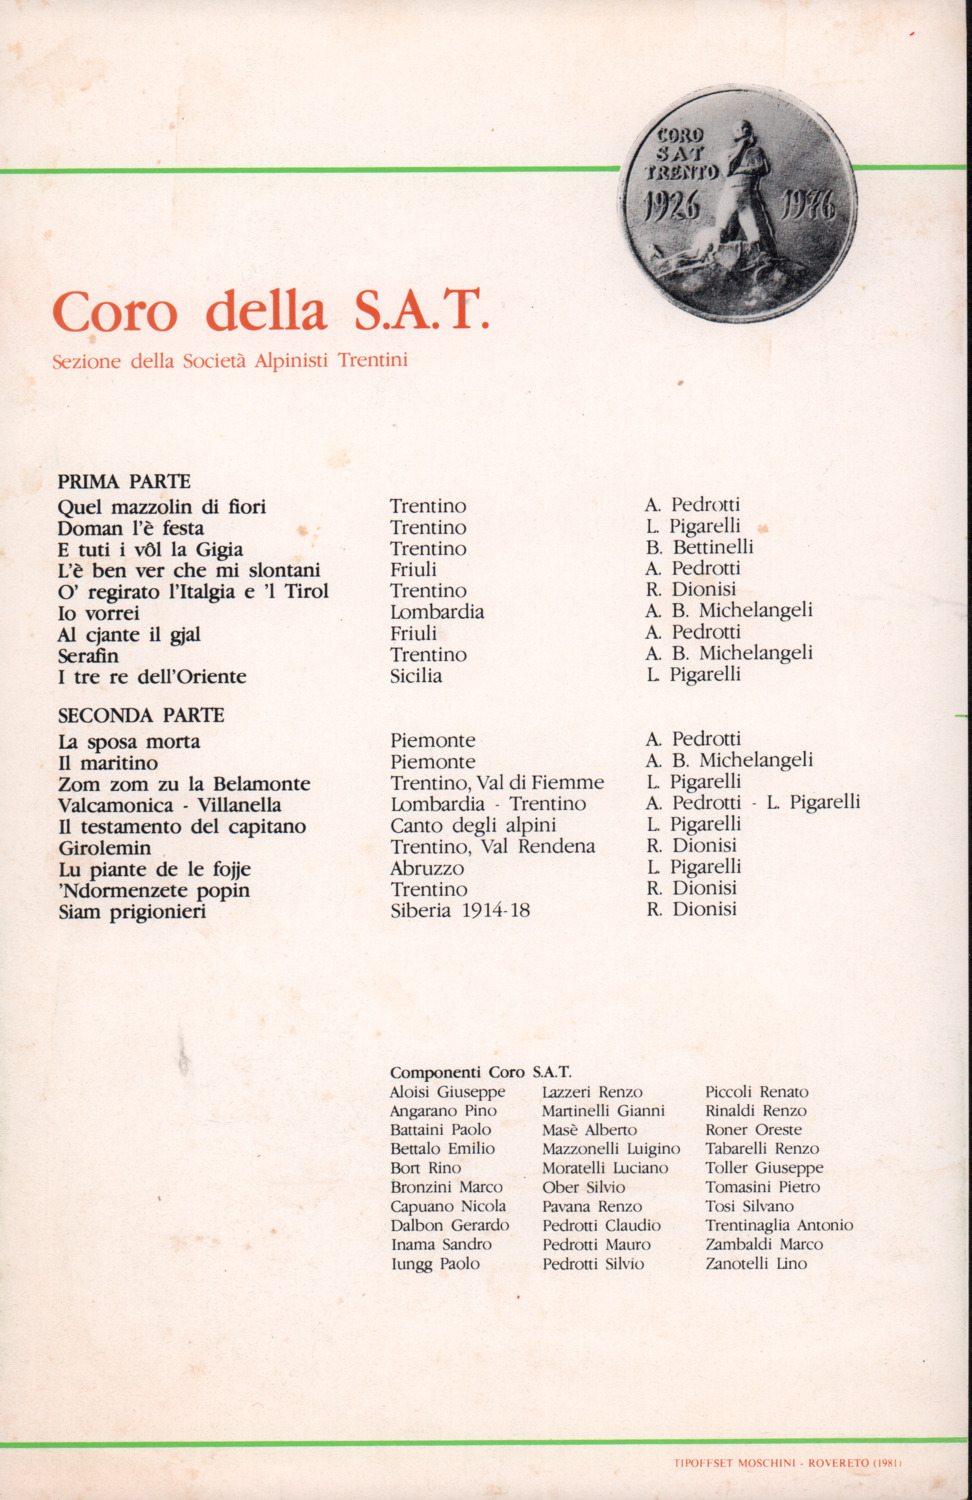 CORO
SAT
TRENTO
1926 1976
Coro della S.A.T.
Sezione della Società Alpinisti Trentini
PRIMA PARTE
Quel mazzolin di fiori Trentino A. Pedrotti
Doman l'è festa Trentino L. Pigarelli
E tuti i vôl la Gigia Trentino B. Bettinelli
L'è ben ver che mi slontani Friuli A. Pedrotti
O' regirato l'Italgia e 'l Tirol Trentino R. Dionisi
Io vorrei Lombardia A. B. Michelangeli
Al cjante il gjal Friuli A. Pedrotti
Serafin Trentino A. B. Michelangeli
I tre re dell'Oriente Sicilia L. Pigarelli
SECONDA PARTE
La sposa morta Piemonte A. Pedrotti
Il maritino Piemonte A. B. Michelangeli
Zom zom zu la Belamonte Trentino, Val di Fiemme L. Pigarelli
Valcamonica - Villanella Lombardia - Trentino A. Pedrotti - L. Pigarelli
Il testamento del capitano Canto degli alpini L. Pigarelli
Girolemin Trentino, Val Rendena R. Dionisi
Lu piante de le fojje Abruzzo L. Pigarelli
'Ndormenzete popin Trentino R. Dionisi
Siam prigionieri Siberia 1914-18 R. Dionisi
Componenti Coro S.A.T.
Aloisi Giuseppe Lazzeri Renzo Piccoli Renato
Angarano Pino Martinelli Gianni Rinaldi Renzo
Battaini Paolo Masè Alberto Roner Oreste
Bettalo Emilio Mazzonelli Luigino Tabarelli Renzo
Bort Rino Moratelli Luciano Toller Giuseppe
Bronzini Marco Ober Silvio Tomasini Pietro
Capuano Nicola Pavana Renzo Tosi Silvano
Dalbon Gerardo Pedrotti Claudio Trentinaglia Antonio
Inama Sandro Pedrotti Mauro Zambaldi Marco
Iungg Paolo Pedrotti Silvio Zanotelli Lino
TIPOFFSET MOSCHINI - ROVERETO (1981)